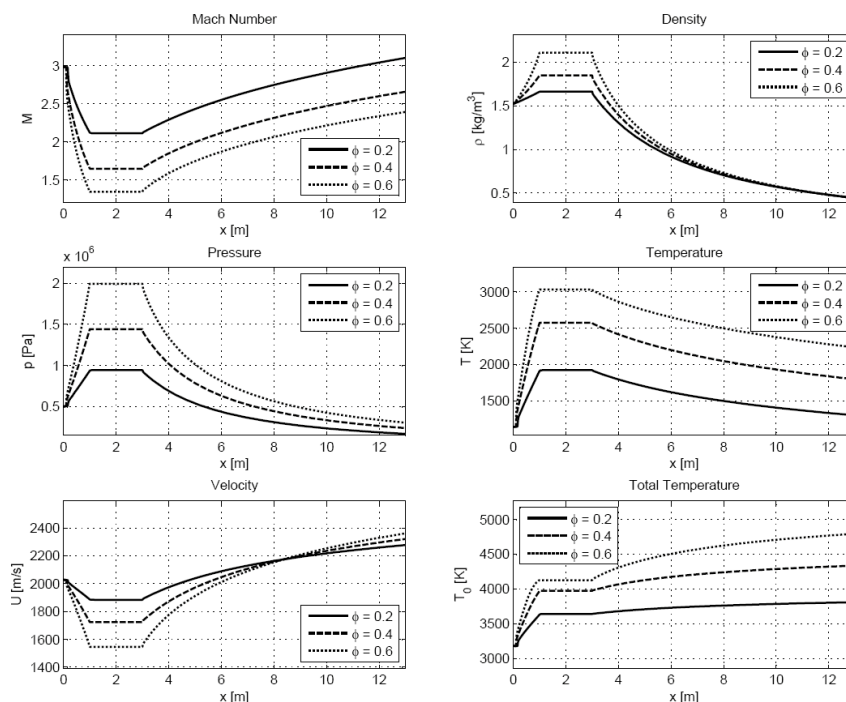 Mach Number
M
3
2.5
2
1.5
0 2 4 6 8 10 12
x [m]
ϕ = 0.2
ϕ = 0.4
ϕ = 0.6
Density
ρ [kg/m³]
2
1.5
1
0.5
0 2 4 6 8 10 12
x [m]
ϕ = 0.2
ϕ = 0.4
ϕ = 0.6
Pressure
x 10⁶
p [Pa]
2
1.5
1
0.5
0 2 4 6 8 10 12
x [m]
ϕ = 0.2
ϕ = 0.4
ϕ = 0.6
Temperature
T [K]
3000
2500
2000
1500
0 2 4 6 8 10 12
x [m]
ϕ = 0.2
ϕ = 0.4
ϕ = 0.6
Velocity
U [m/s]
2400
2200
2000
1800
1600
1400
0 2 4 6 8 10 12
x [m]
ϕ = 0.2
ϕ = 0.4
ϕ = 0.6
Total Temperature
T₀ [K]
5000
4500
4000
3500
3000
0 2 4 6 8 10 12
x [m]
ϕ = 0.2
ϕ = 0.4
ϕ = 0.6